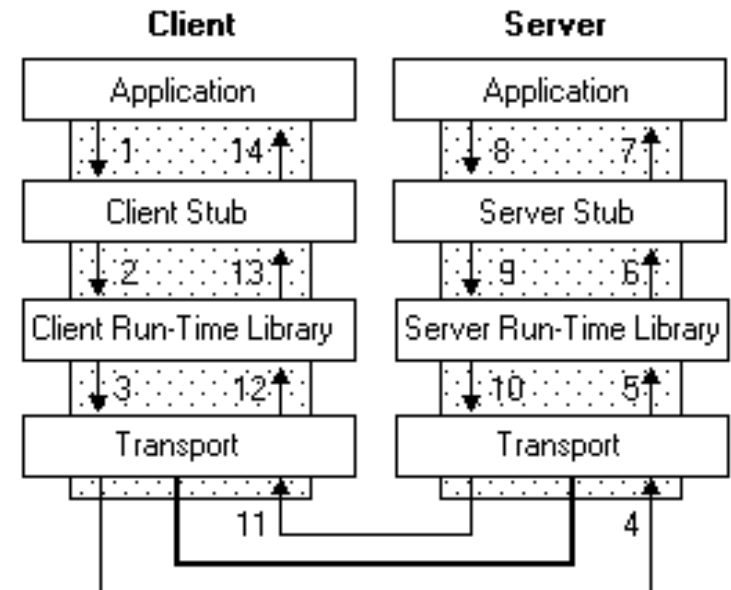 Client Server
Application Application
1 14 8 7
Client Stub Server Stub
2 13 9 6
Client Run-Time Library Server Run-Time Library
3 12 10 5
Transport Transport
11 4